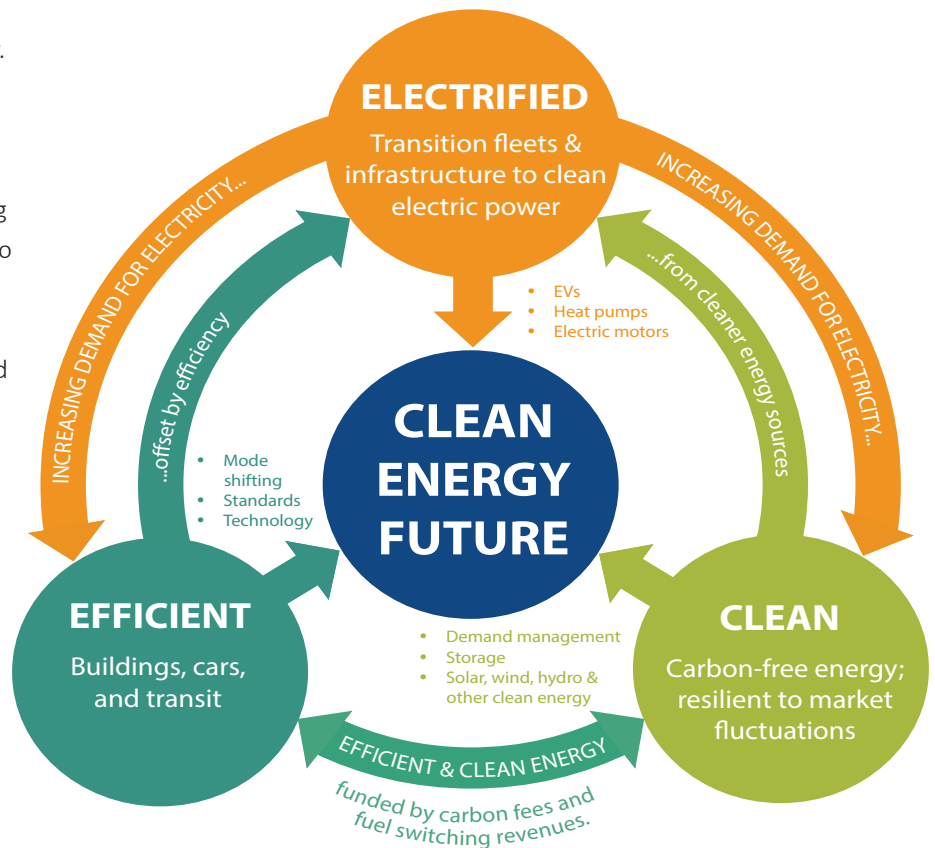 .
g
o
d
ELECTRIFIED
Transition fleets &
infrastructure to clean
electric power
INCREASING DEMAND FOR ELECTRICITY...
INCREASING DEMAND FOR ELECTRICITY...
...offset by efficiency
...from cleaner energy sources
• EVs
• Heat pumps
• Electric motors
CLEAN
ENERGY
FUTURE
• Mode
shifting
• Standards
• Technology
EFFICIENT
Buildings, cars,
and transit
• Demand management
• Storage
• Solar, wind, hydro &
other clean energy
CLEAN
Carbon-free energy;
resilient to market
fluctuations
EFFICIENT & CLEAN ENERGY
funded by carbon fees and
fuel switching revenues.